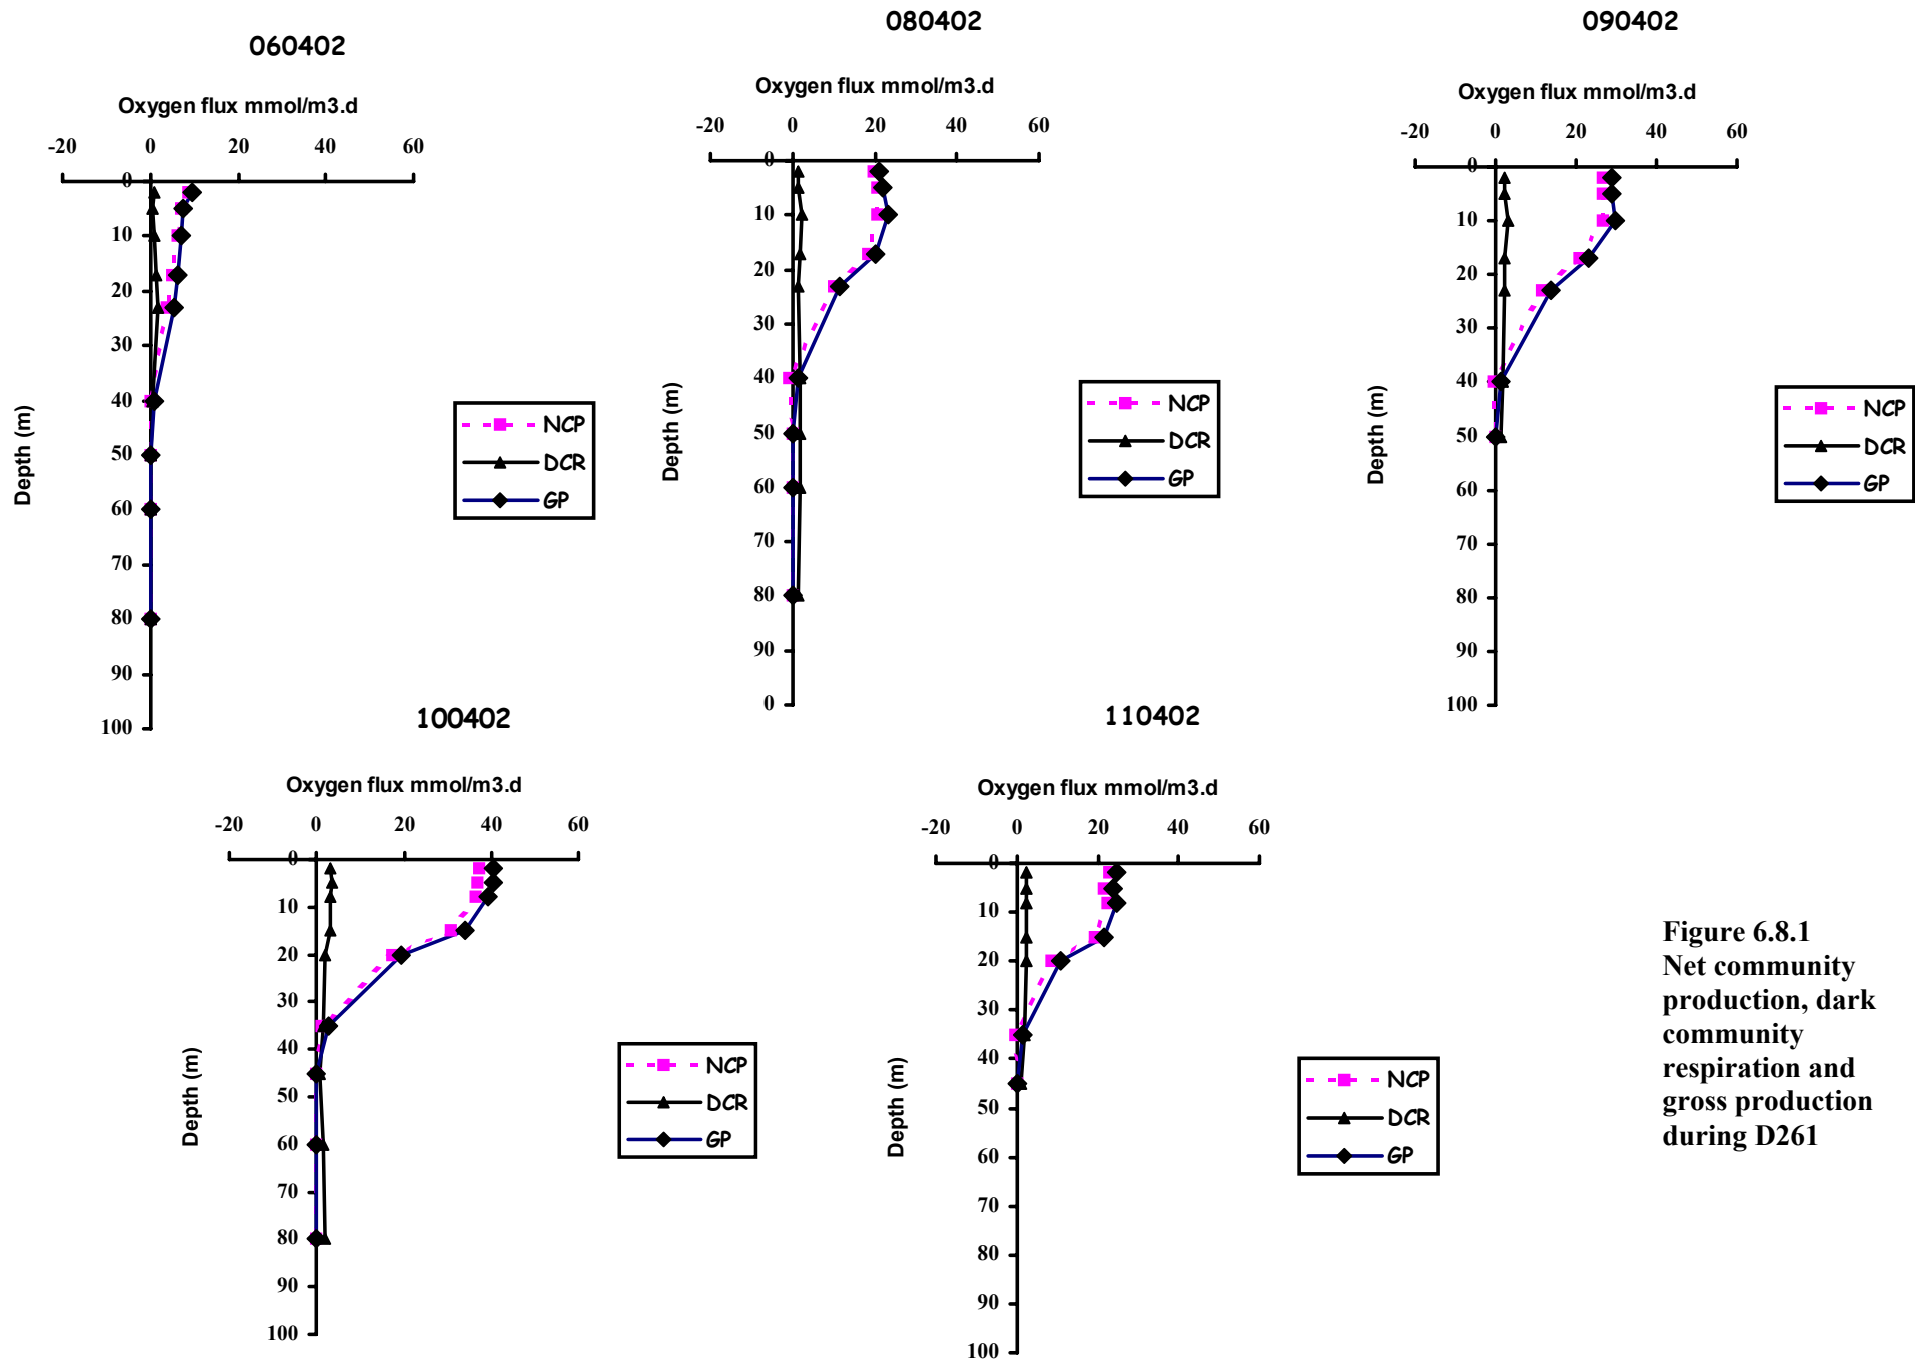 060402
Oxygen flux mmol/m3.d
-20 0 20 40 60
0
10
20
30
40
50
60
70
80
90
100
Depth (m)
NCP
DCR
GP
080402
Oxygen flux mmol/m3.d
-20 0 20 40 60
0
10
20
30
40
50
60
70
80
90
0
Depth (m)
NCP
DCR
GP
090402
Oxygen flux mmol/m3.d
-20 0 20 40 60
0
10
20
30
40
50
60
70
80
90
100
Depth (m)
NCP
DCR
GP
100402
Oxygen flux mmol/m3.d
-20 0 20 40 60
0
10
20
30
40
50
60
70
80
90
100
Depth (m)
NCP
DCR
GP
110402
Oxygen flux mmol/m3.d
-20 0 20 40 60
0
10
20
30
40
50
60
70
80
90
100
Depth (m)
NCP
DCR
GP
Figure 6.8.1
Net community
production, dark
community
respiration and
gross production
during D261